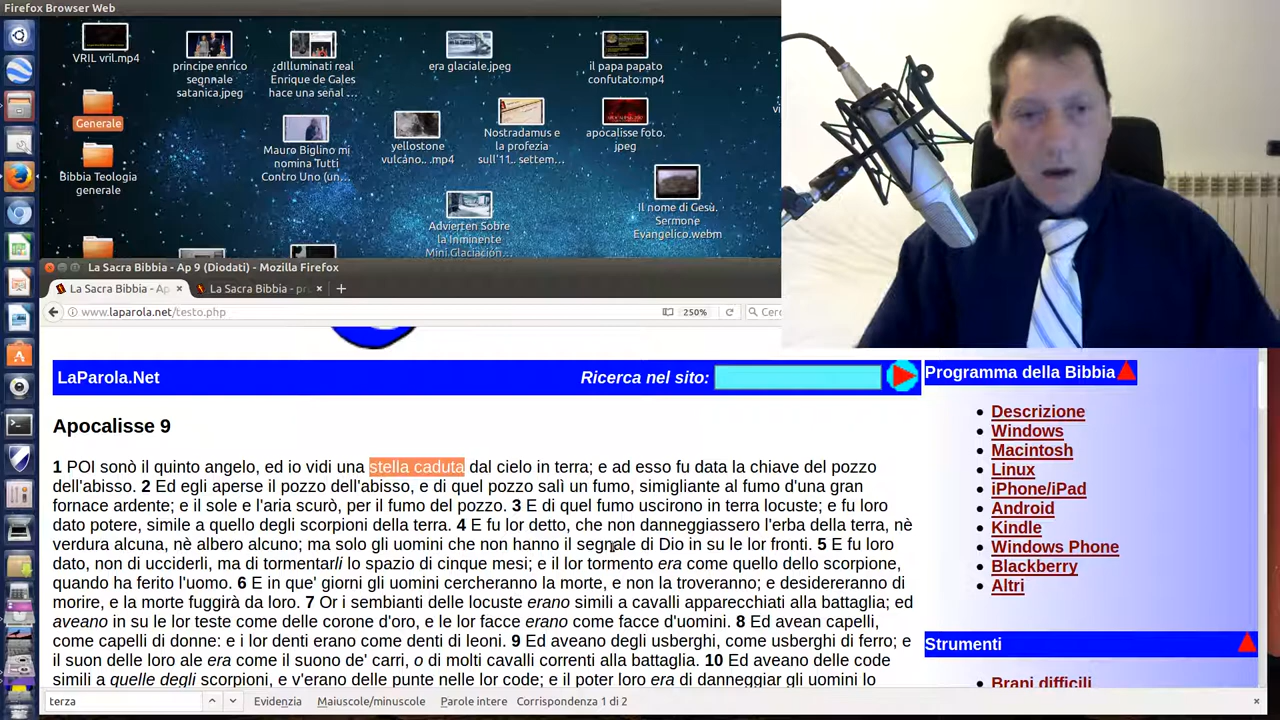 Firefox Browser Web
VRIL vril.mp4
principe enrico
segnnale
satanica.jpeg
¿dIlluminati real
Enrique de Gales
hace una señal ...
era glaciale.jpeg
il papa papato
confutato.mp4
Generale
Mauro Biglino mi
nomina Tutti
Contro Uno (un...
yellostone
vulcano.. ..mp4
Nostradamus e
la profezia
sull'11.. settem...
apocalisse foto.
jpeg
Bibbia Teologia
generale
Advierten Sobre
la Inminente
Mini Glaciación
Il nome di Gesù.
Sermone
Evangelico.webm
La Sacra Bibbia - Ap 9 (Diodati) - Mozilla Firefox
La Sacra Bibbia - Ap
La Sacra Bibbia - pr
www.laparola.net/testo.php
250%
Cerc
LaParola.Net
Ricerca nel sito:
Programma della Bibbia
Apocalisse 9
1 POI sonò il quinto angelo, ed io vidi una stella caduta dal cielo in terra; e ad esso fu data la chiave del pozzo
dell'abisso. 2 Ed egli aperse il pozzo dell'abisso, e di quel pozzo salì un fumo, simigliante al fumo d'una gran
fornace ardente; e il sole e l'aria scurò, per il fumo del pozzo. 3 E di quel fumo uscirono in terra locuste; e fu loro
dato potere, simile a quello degli scorpioni della terra. 4 E fu lor detto, che non danneggiassero l'erba della terra, nè
verdura alcuna, nè albero alcuno; ma solo gli uomini che non hanno il segnale di Dio in su le lor fronti. 5 E fu loro
dato, non di ucciderli, ma di tormentarli lo spazio di cinque mesi; e il lor tormento era come quello dello scorpione,
quando ha ferito l'uomo. 6 E in que' giorni gli uomini cercheranno la morte, e non la troveranno; e desidereranno di
morire, e la morte fuggirà da loro. 7 Or i sembianti delle locuste erano simili a cavalli apparecchiati alla battaglia; ed
aveano in su le lor teste come delle corone d'oro, e le lor facce erano come facce d'uomini. 8 Ed avean capelli,
come capelli di donne: e i lor denti erano come denti di leoni. 9 Ed aveano degli usberghi, come usberghi di ferro; e
il suon delle loro ale era come il suono de' carri, o di molti cavalli correnti alla battaglia. 10 Ed aveano delle code
simili a quelle degli scorpioni, e v'erano delle punte nelle lor code; e il poter loro era di danneggiar gli uomini lo
Descrizione
Windows
Macintosh
Linux
iPhone/iPad
Android
Kindle
Windows Phone
Blackberry
Altri
Strumenti
Brani difficili
terza
Evidenzia
Maiuscole/minuscole
Parole intere
Corrispondenza 1 di 2